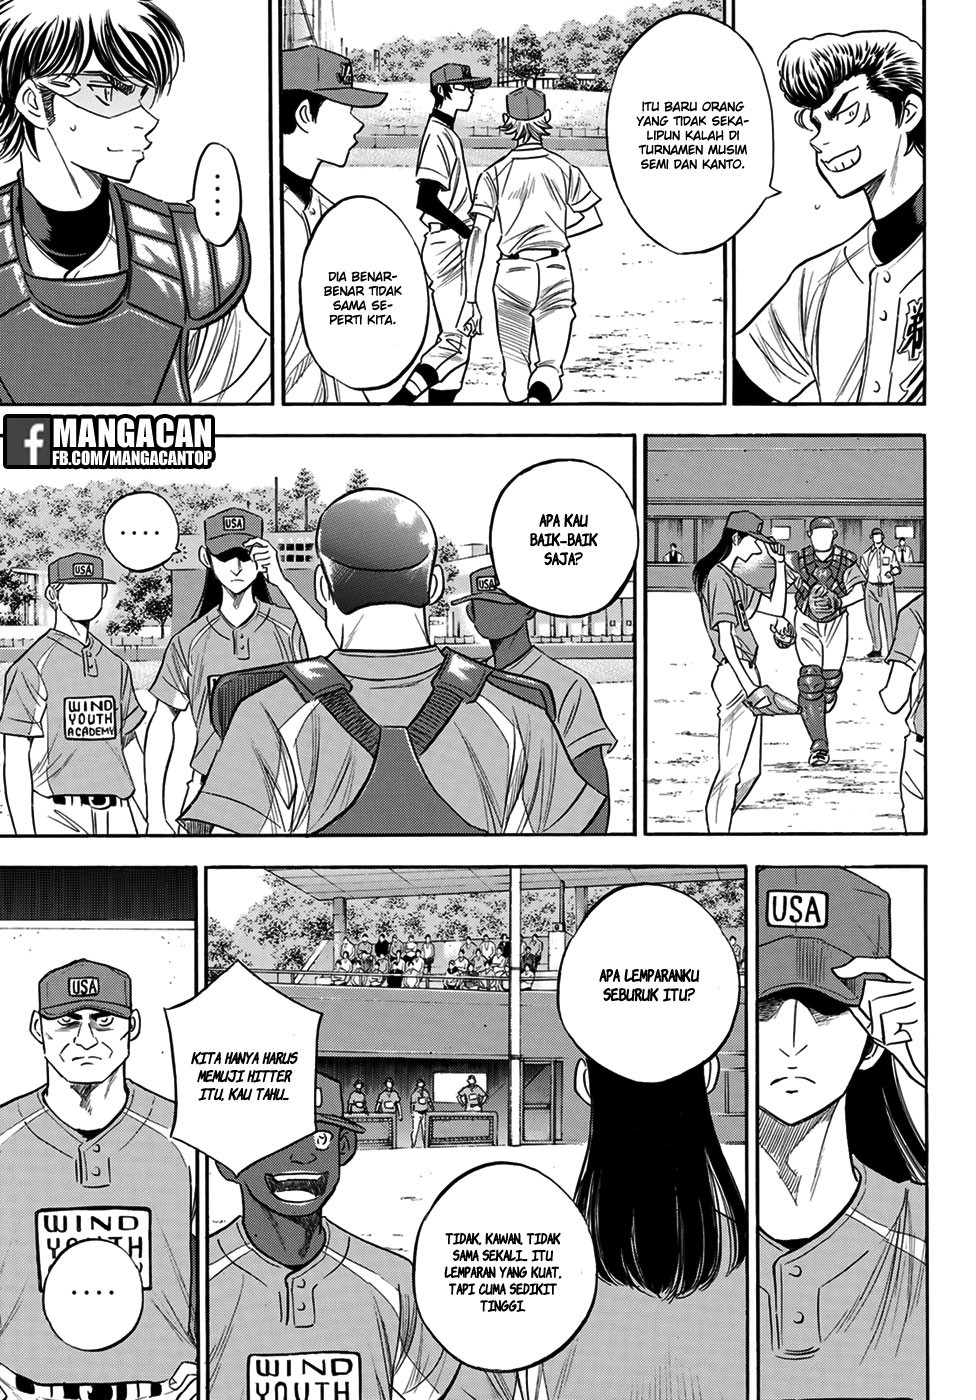 ITU BARU ORANG
YANG TIDAK SEKA-
LIPUN KALAH DI
TURNAMEN MUSIM
SEMI DAN KANTO.
DIA BENAR-
BENAR TIDAK
SAMA SE-
PERTI KITA.
....
MANGACAN
FB.COM/MANGACANTOP
APA KAU
BAIK-BAIK
SAJA?
....
USA
USA
USA
WIND
YOUTH
ACADEMY
USA
APA LEMPARANKU
SEBURUK ITU?
TIDAK, KAWAN, TIDAK
SAMA SEKALI... ITU
LEMPARAN YANG KUAT,
TAPI CUMA SEDIKIT
TINGGI.
KITA HANYA HARUS
MEMUJI HITTER
ITU, KAU TAHU...
WIND
YOUTH
USA
WIND
....